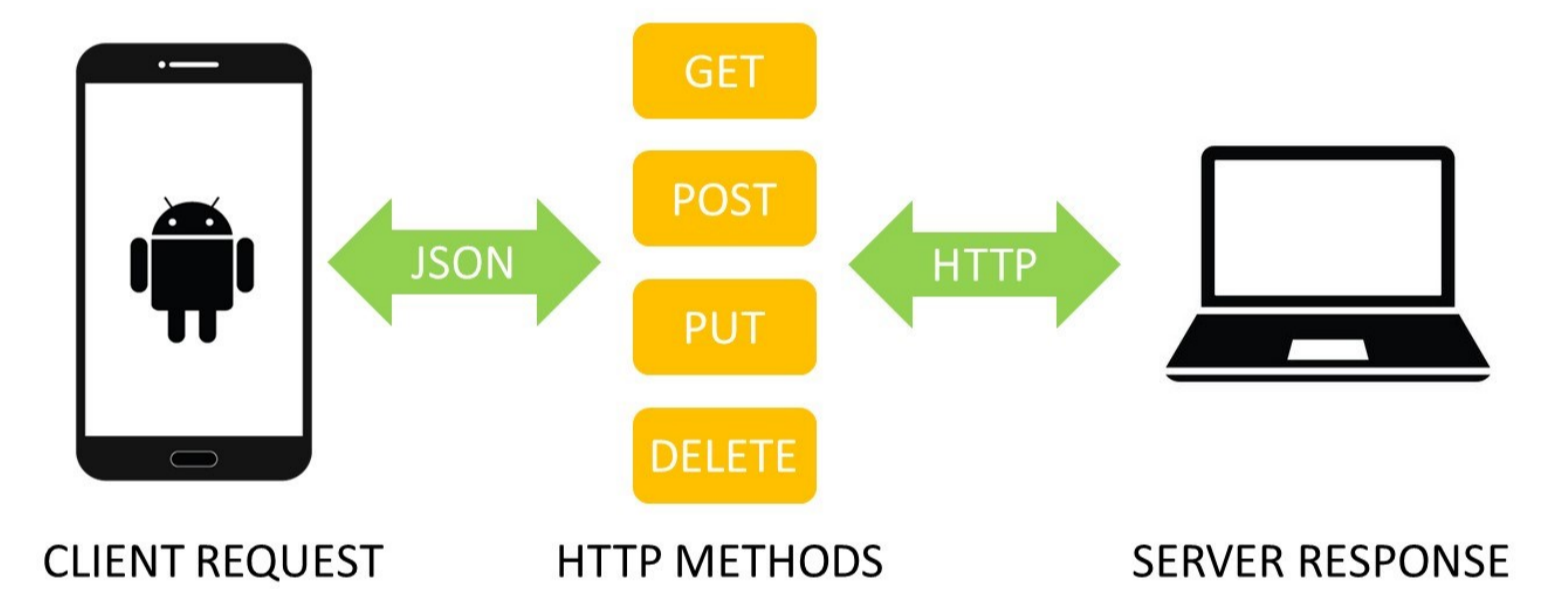 GET
POST
PUT
DELETE
JSON
HTTP
CLIENT REQUEST
HTTP METHODS
SERVER RESPONSE